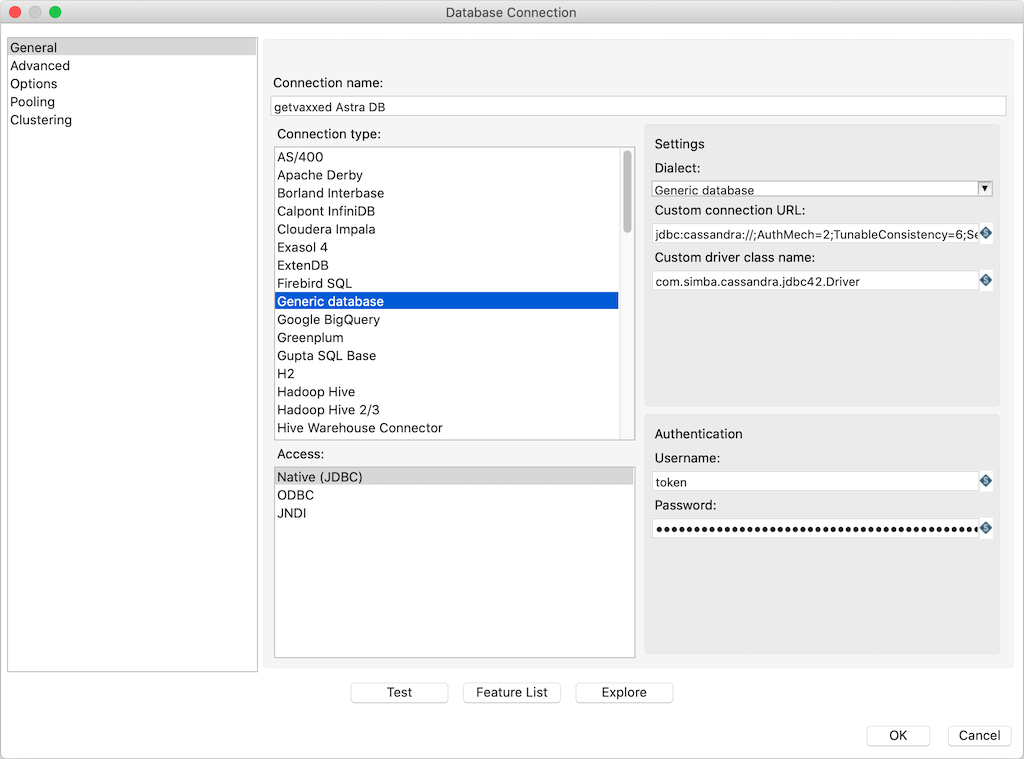 Database Connection
General
Advanced
Options
Pooling
Clustering
Connection name:
getvaxxed Astra DB
Connection type:
AS/400
Apache Derby
Borland Interbase
Calpont InfiniDB
Cloudera Impala
Exasol 4
ExtenDB
Firebird SQL
Generic database
Google BigQuery
Greenplum
Gupta SQL Base
H2
Hadoop Hive
Hadoop Hive 2/3
Hive Warehouse Connector
Access:
Native (JDBC)
ODBC
JNDI
Settings
Dialect:
Generic database
Custom connection URL:
jdbc:cassandra://;AuthMech=2;TunableConsistency=6;Se
Custom driver class name:
com.simba.cassandra.jdbc42.Driver
Authentication
Username:
token
Password:
Test
Feature List
Explore
OK
Cancel